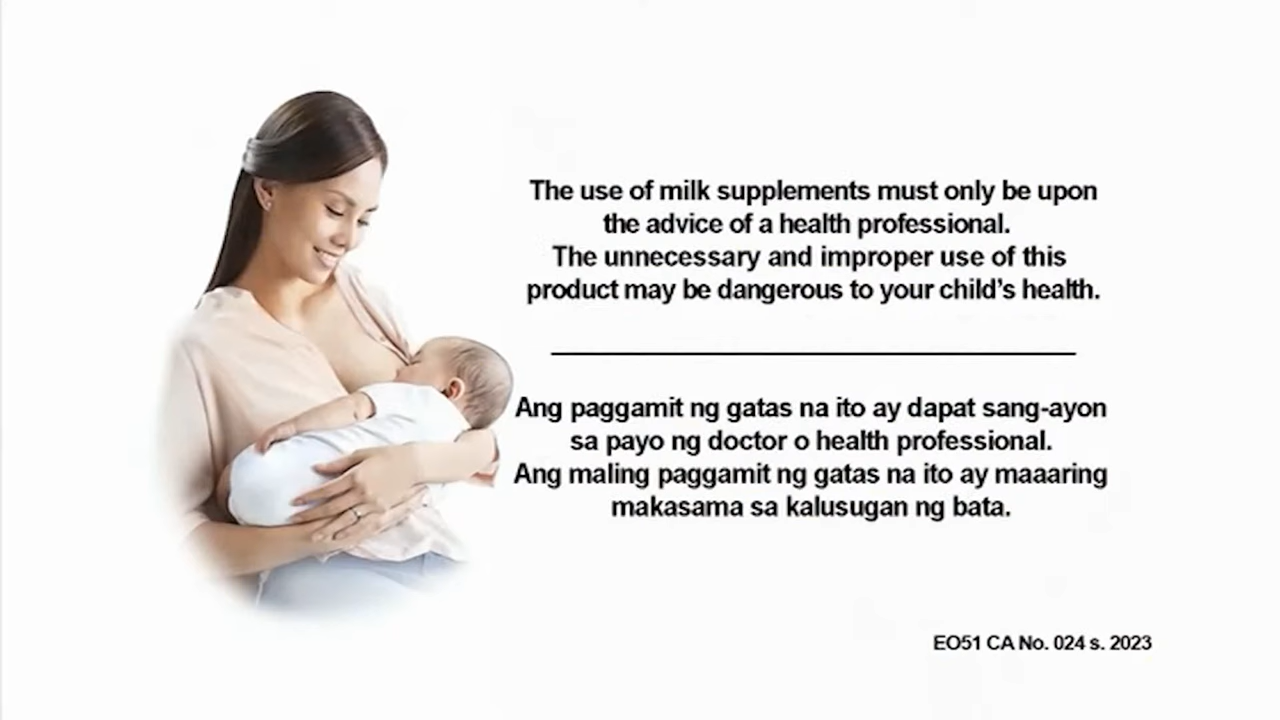 The use of milk supplements must only be upon
the advice of a health professional.
The unnecessary and improper use of this
product may be dangerous to your child’s health.
Ang paggamit ng gatas na ito ay dapat sang-ayon
sa payo ng doctor o health professional.
Ang maling paggamit ng gatas na ito ay maaaring
makasama sa kalusugan ng bata.
EO51 CA No. 024 s. 2023